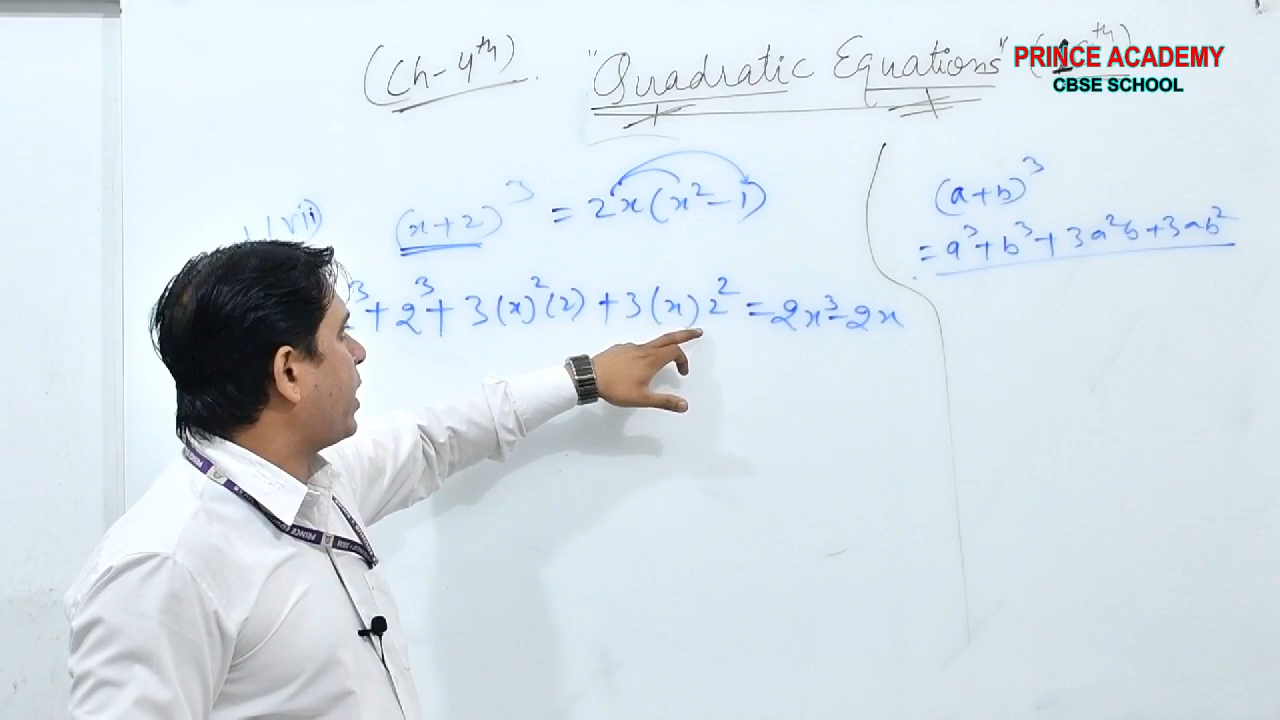 (Ch-4th) "Quadratic Equations" (10th)
PRINCE ACADEMY
CBSE SCHOOL
(vii) (x+2)³ = 2x(x²-1)
x³+2³+3(x)²(2)+3(x)2²=2x³-2x
(a+b)³
=a³+b³+3a²b+3ab²